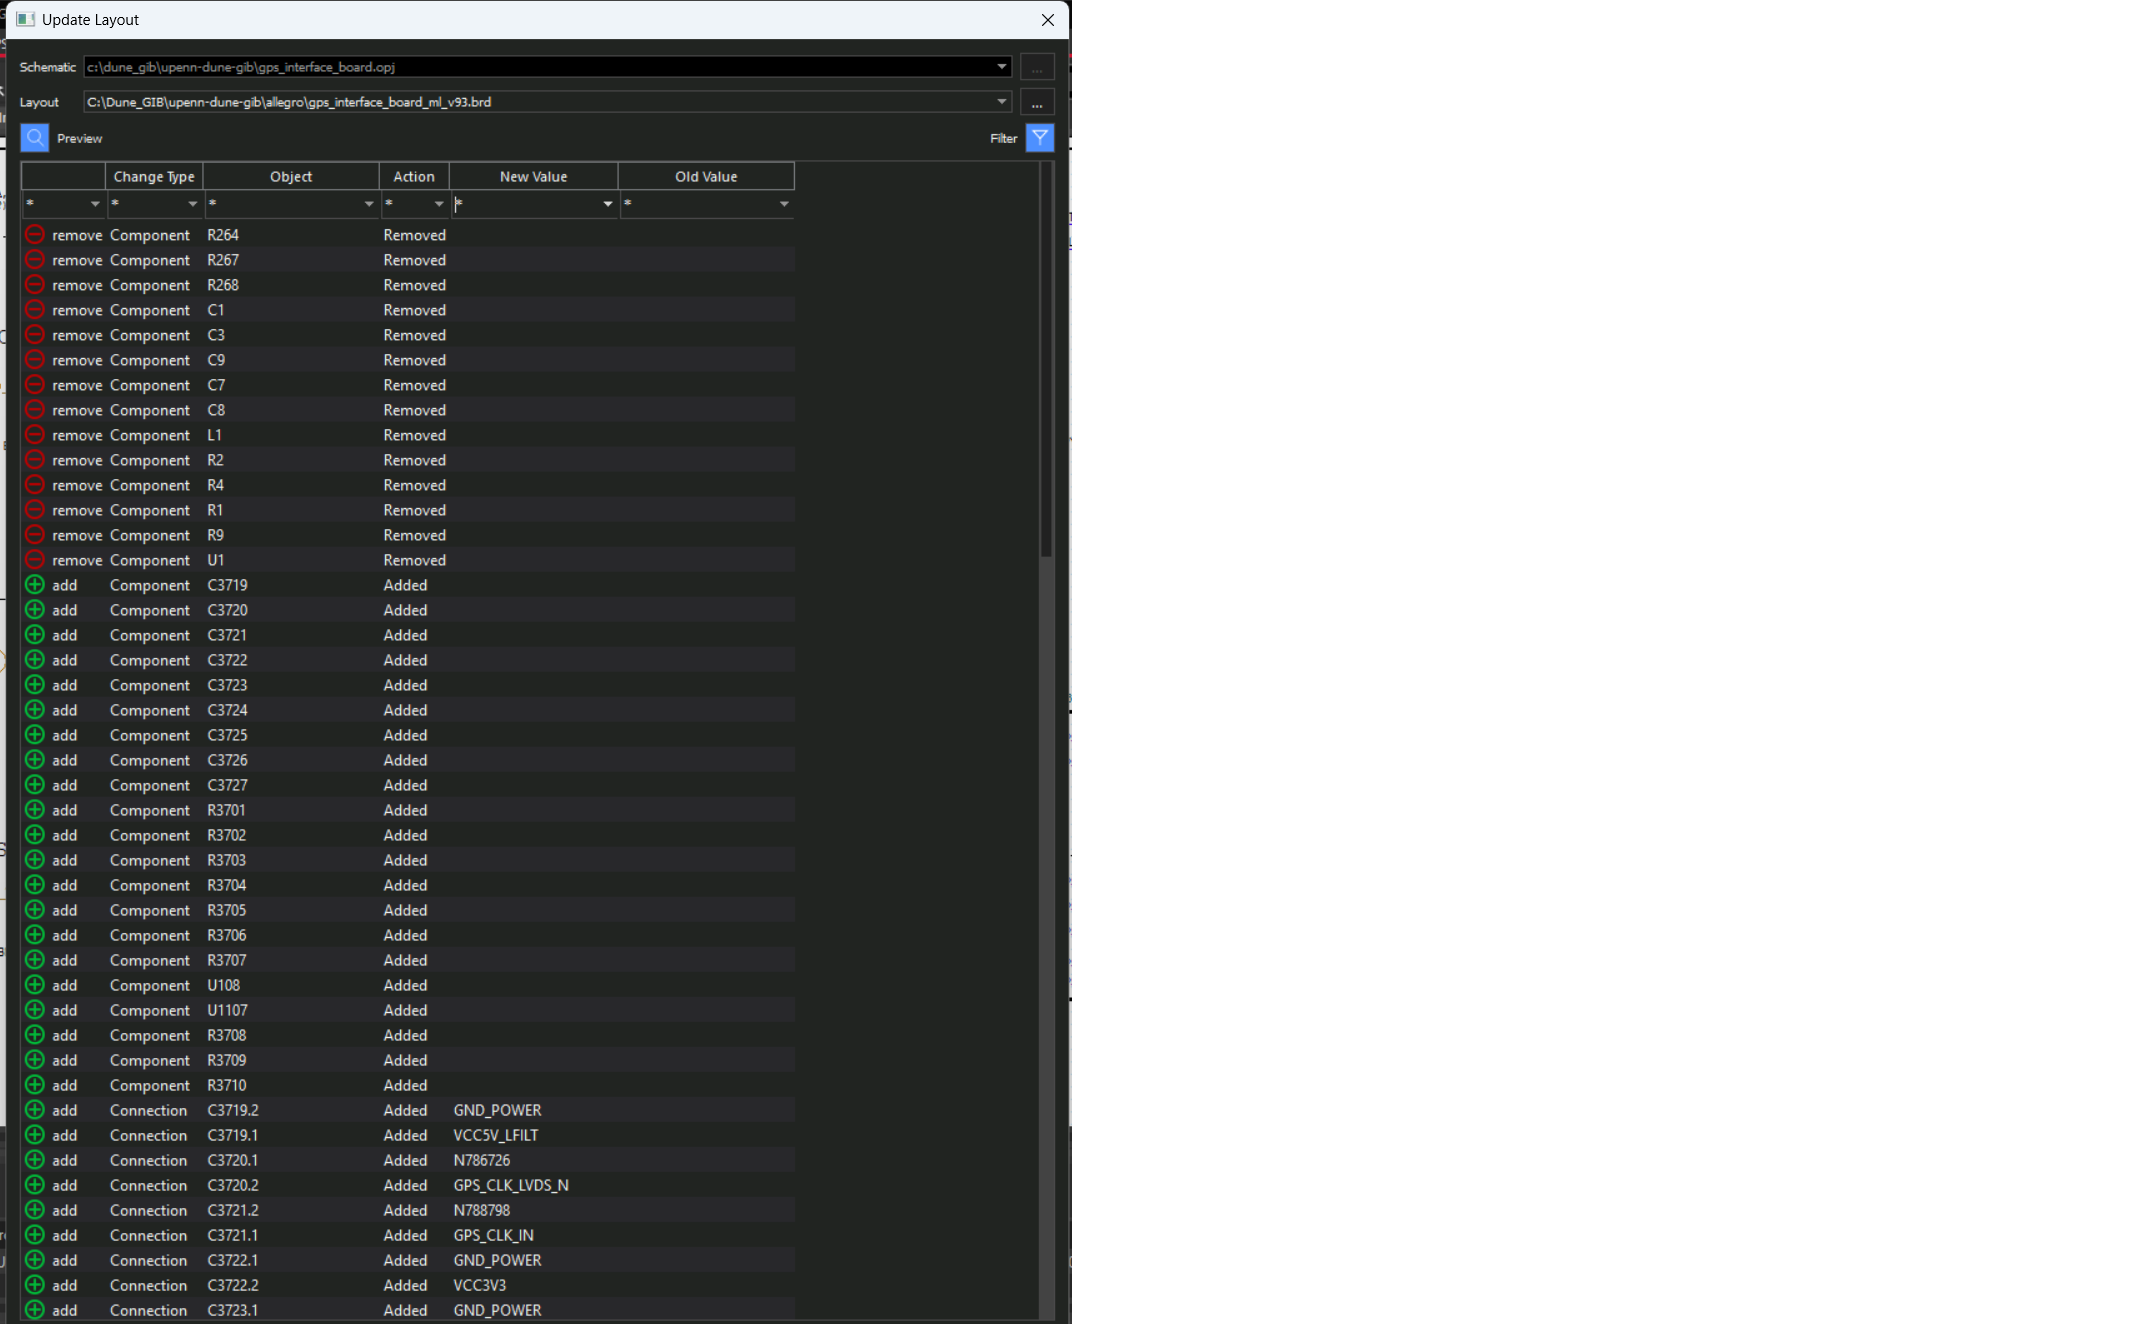 Update Layout
Schematic c:\dune_gib\upenn-dune-gib\gps_interface_board.opj ...
Layout C:\Dune_GIB\upenn-dune-gib\allegro\gps_interface_board_ml_v93.brd ...
Preview Filter
Change Type Object Action New Value Old Value
* * * * * *
remove Component R264 Removed
remove Component R267 Removed
remove Component R268 Removed
remove Component C1 Removed
remove Component C3 Removed
remove Component C9 Removed
remove Component C7 Removed
remove Component C8 Removed
remove Component L1 Removed
remove Component R2 Removed
remove Component R4 Removed
remove Component R1 Removed
remove Component R9 Removed
remove Component U1 Removed
add Component C3719 Added
add Component C3720 Added
add Component C3721 Added
add Component C3722 Added
add Component C3723 Added
add Component C3724 Added
add Component C3725 Added
add Component C3726 Added
add Component C3727 Added
add Component R3701 Added
add Component R3702 Added
add Component R3703 Added
add Component R3704 Added
add Component R3705 Added
add Component R3706 Added
add Component R3707 Added
add Component U108 Added
add Component U1107 Added
add Component R3708 Added
add Component R3709 Added
add Component R3710 Added
add Connection C3719.2 Added GND_POWER
add Connection C3719.1 Added VCC5V_LFILT
add Connection C3720.1 Added N786726
add Connection C3720.2 Added GPS_CLK_LVDS_N
add Connection C3721.2 Added N788798
add Connection C3721.1 Added GPS_CLK_IN
add Connection C3722.1 Added GND_POWER
add Connection C3722.2 Added VCC3V3
add Connection C3723.1 Added GND_POWER